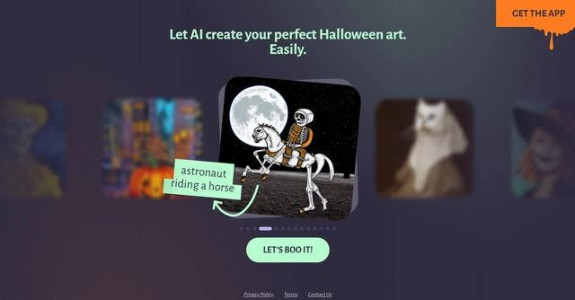 GET THE APP
Let AI create your perfect Halloween art.
Easily.
astronaut
riding a horse
LET'S BOO IT!
Privacy Policy Terms Contact Us